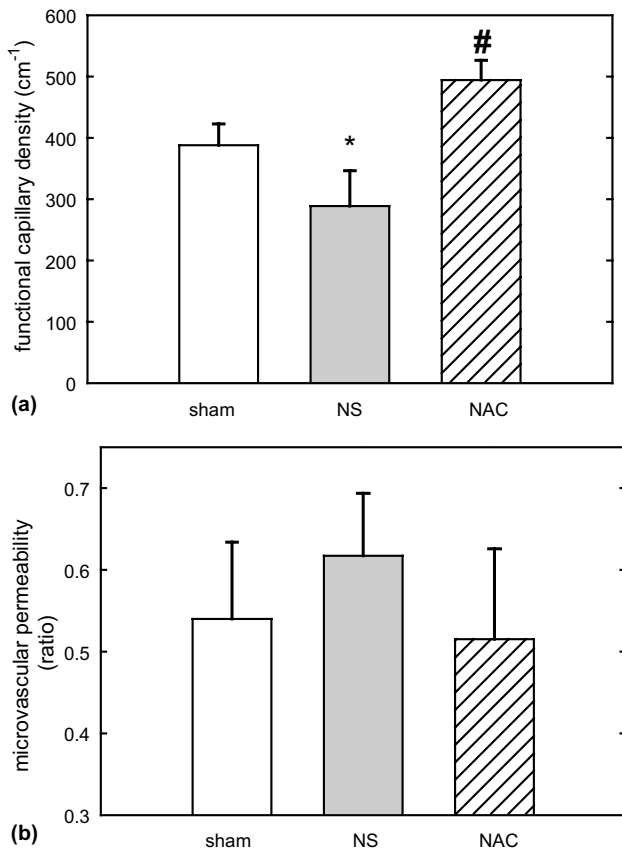 600
500
400
300
200
100
0
functional capillary density (cm⁻¹)
*
#
(a)
sham NS NAC
0.7
0.6
0.5
0.4
0.3
microvascular permeability
(ratio)
(b)
sham NS NAC